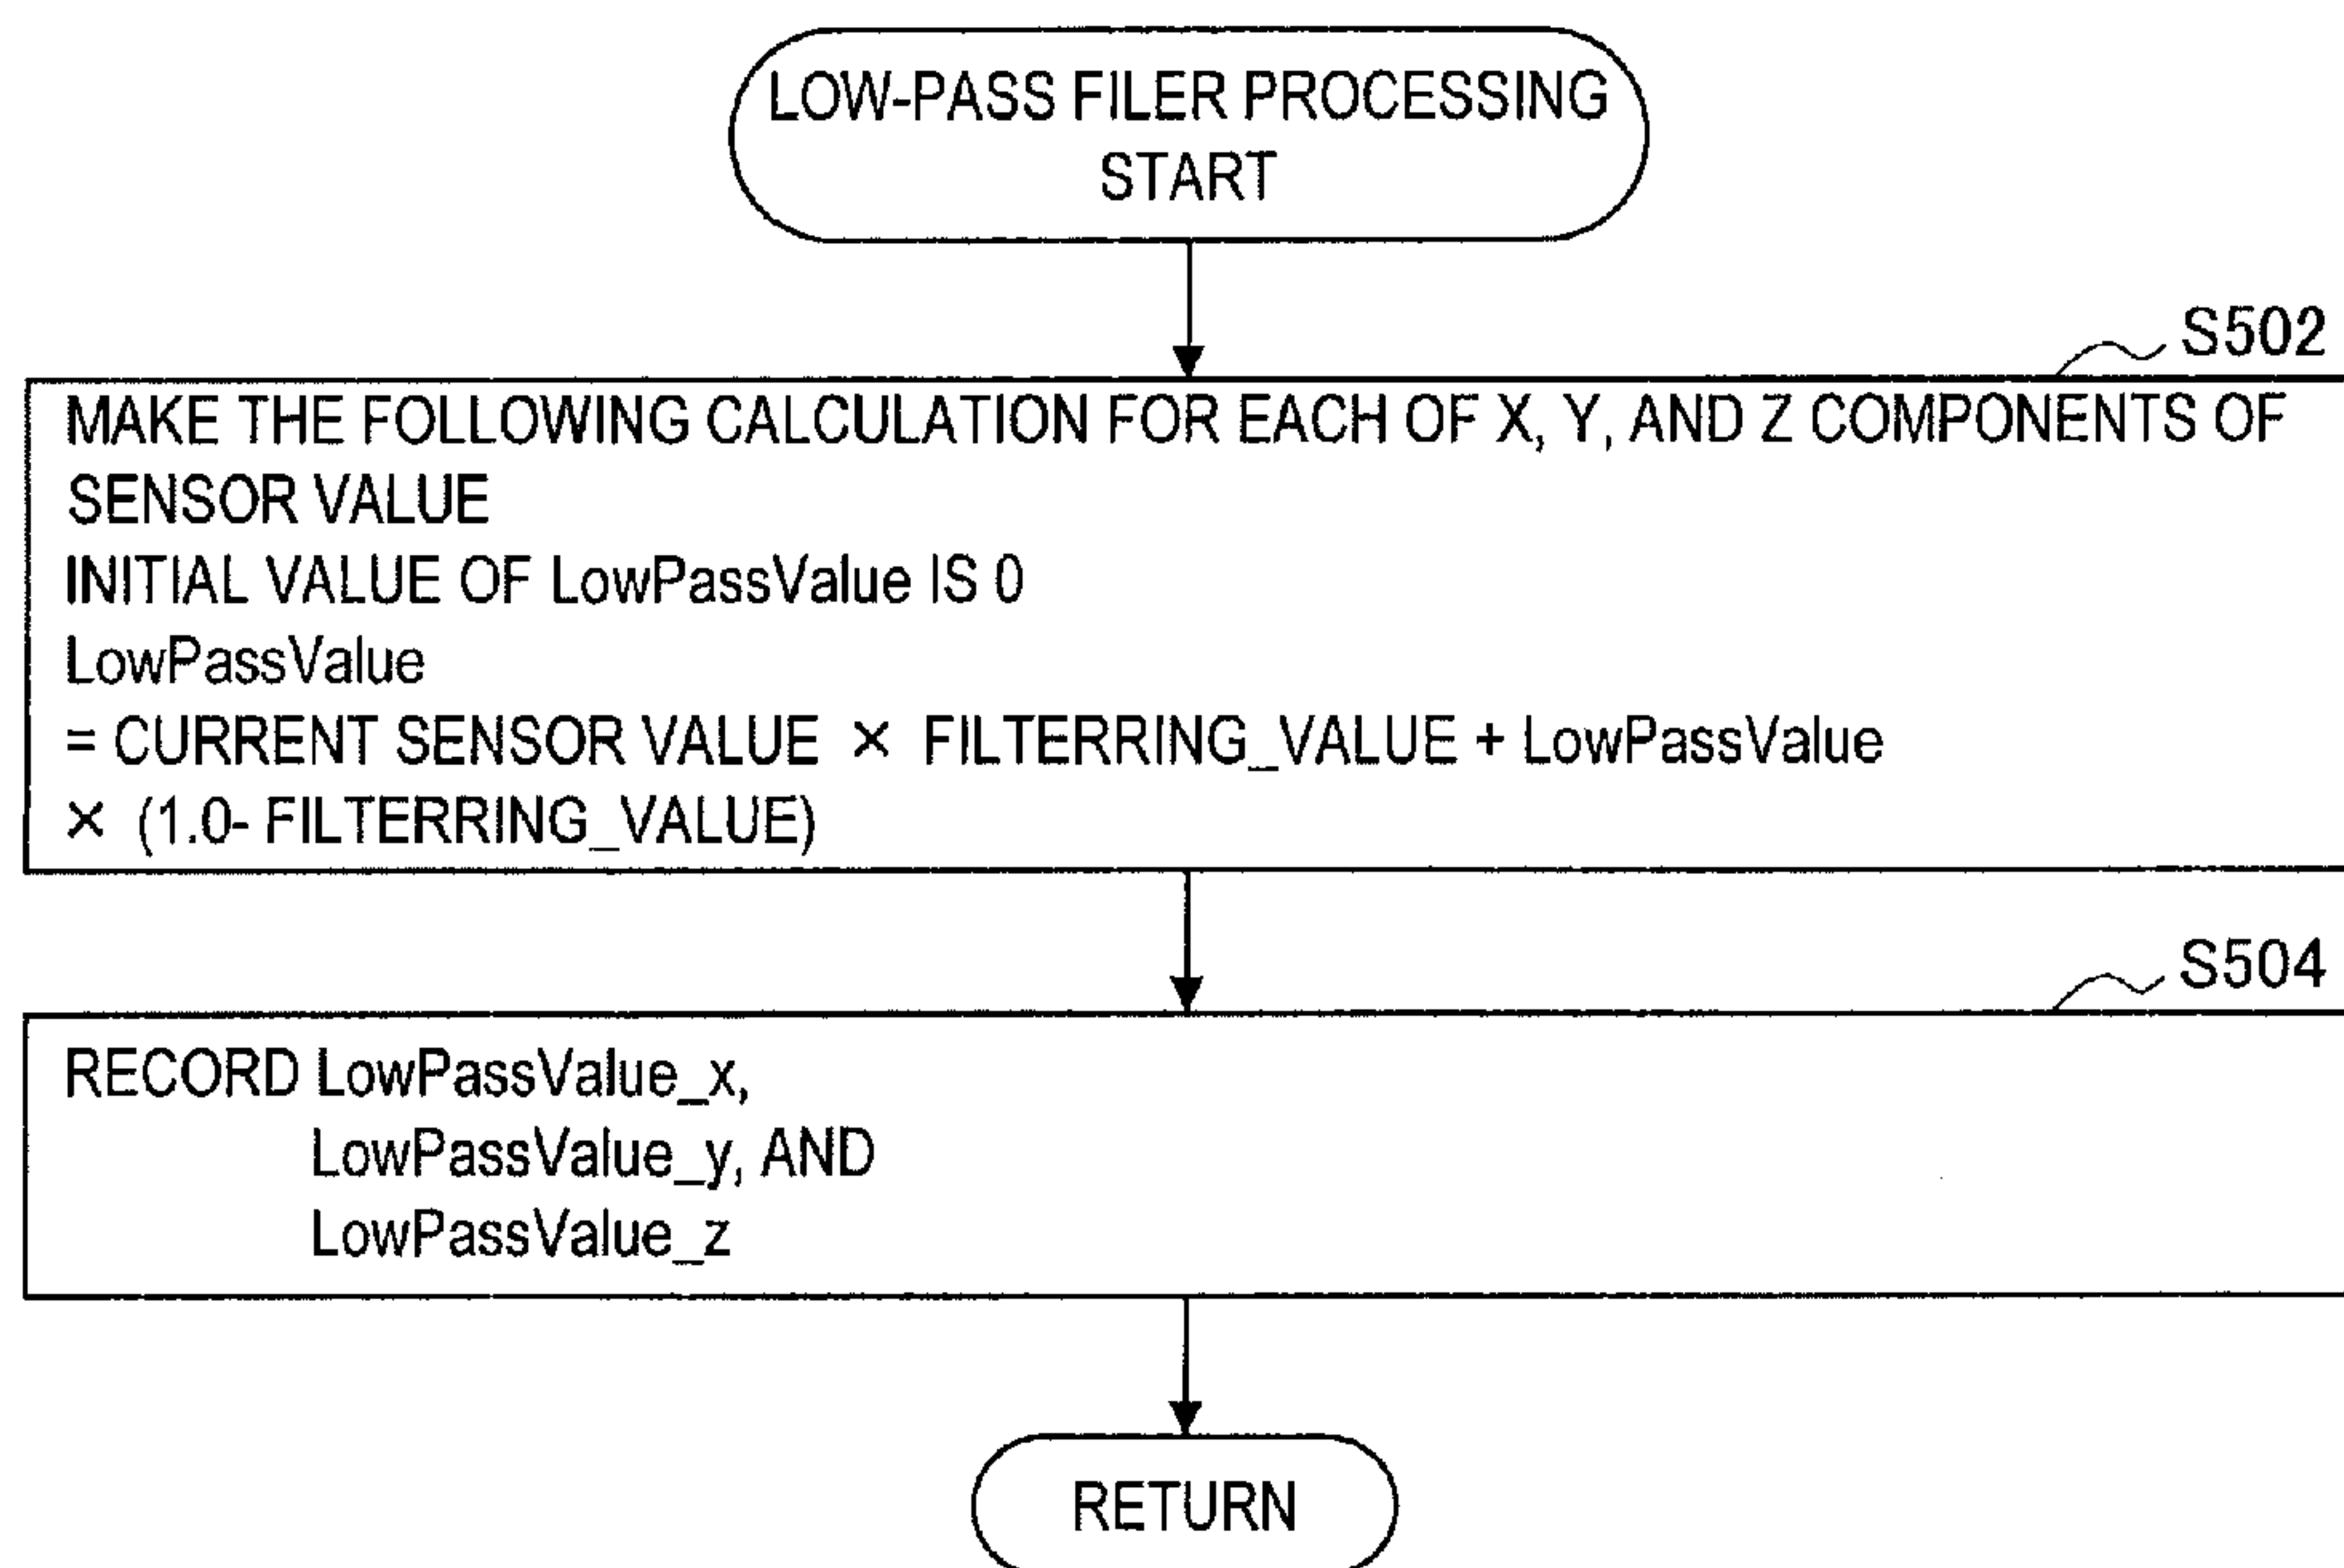 LOW-PASS FILER PROCESSING
START
S502
MAKE THE FOLLOWING CALCULATION FOR EACH OF X, Y, AND Z COMPONENTS OF
SENSOR VALUE
INITIAL VALUE OF LowPassValue IS 0
LowPassValue
= CURRENT SENSOR VALUE × FILTERRING_VALUE + LowPassValue
× (1.0- FILTERRING_VALUE)
S504
RECORD LowPassValue_x,
LowPassValue_y, AND
LowPassValue_z
RETURN